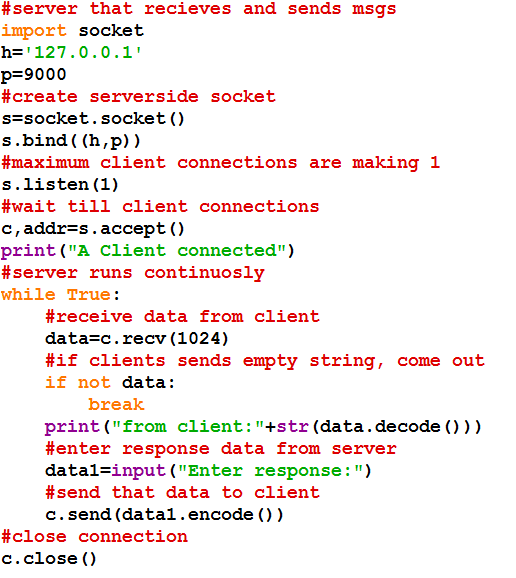 #server that recieves and sends msgs
import socket
h='127.0.0.1'
p=9000
#create serverside socket
s=socket.socket()
s.bind((h,p))
#maximum client connections are making 1
s.listen(1)
#wait till client connections
c,addr=s.accept()
print("A Client connected")
#server runs continuosly
while True:
    #receive data from client
    data=c.recv(1024)
    #if clients sends empty string, come out
    if not data:
        break
    print("from client:"+str(data.decode()))
    #enter response data from server
    data1=input("Enter response:")
    #send that data to client
    c.send(data1.encode())
#close connection
c.close()